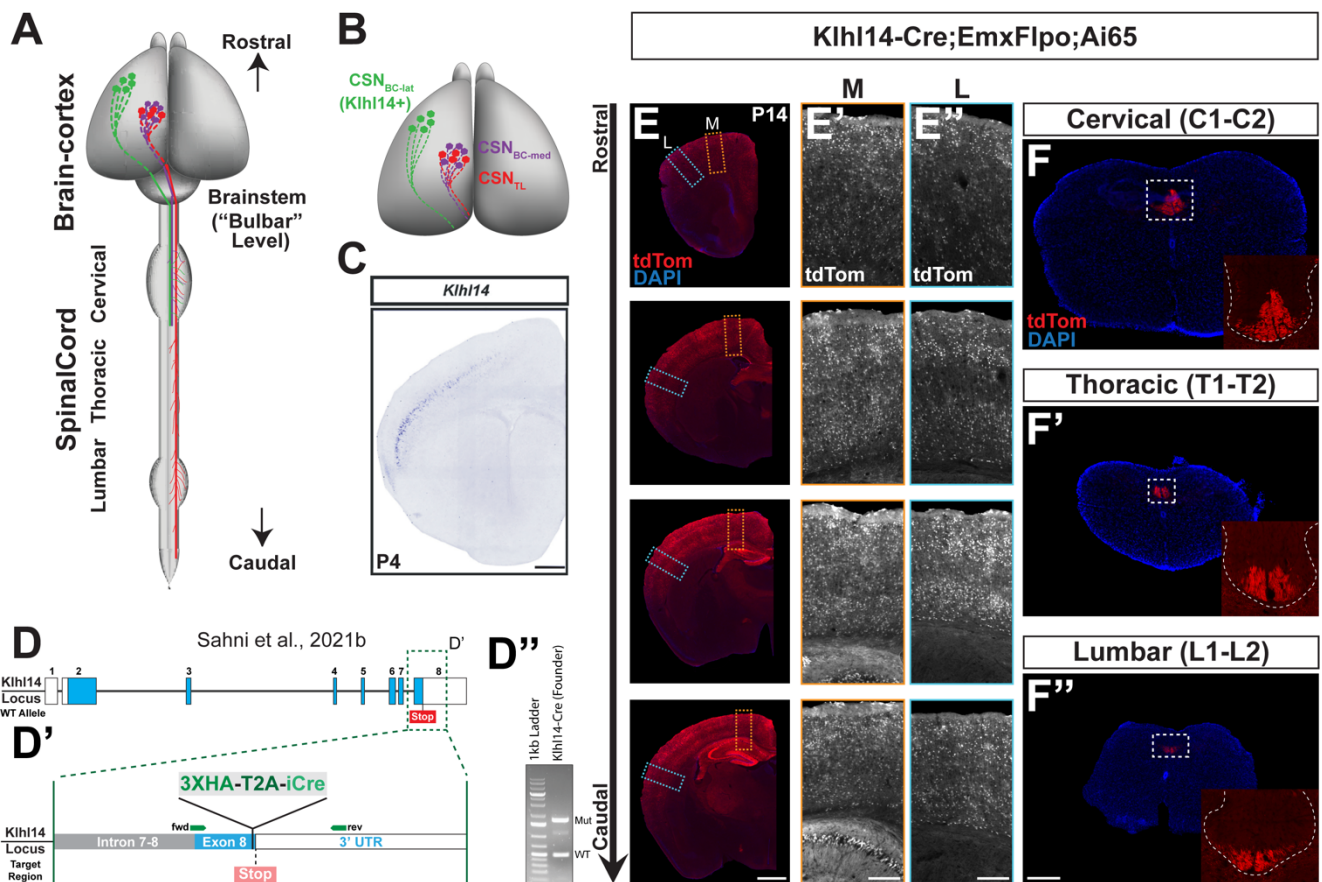 A
Rostral
Brain-cortex
Brainstem
("Bulbar"
Level)
SpinalCord
Cervical
Thoracic
Lumbar
Caudal
B
CSNBC-lat
(Klhl14+)
CSNBC-med
CSNTL
C
Klhl14
P4
D
Sahni et al., 2021b
D'
1
2
3
4
5
6
7
8
Klhl14
Locus
WT Allele
Stop
D'
3XHA-T2A-iCre
fwd
rev
Klhl14
Locus
Target
Region
Intron 7-8
Exon 8
3' UTR
Stop
D"
1kb Ladder
Klhl14-Cre (Founder)
Mut
WT
Klhl14-Cre;EmxFlpo;Ai65
Rostral
Caudal
M
L
E
P14
L
M
tdTom
DAPI
E'
tdTom
E"
tdTom
Cervical (C1-C2)
F
tdTom
DAPI
Thoracic (T1-T2)
F'
Lumbar (L1-L2)
F"